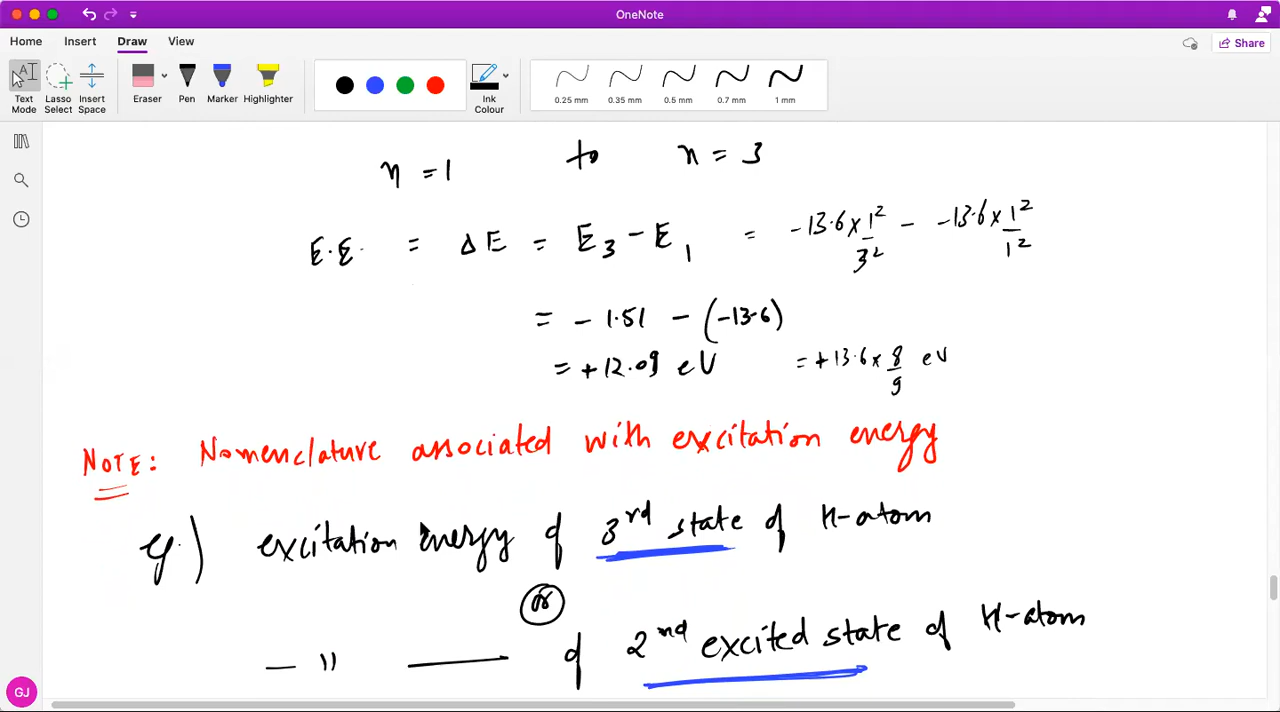 OneNote
Home Insert Draw View
Share
Text Mode
Lasso Select
Insert Space
Eraser
Pen
Marker
Highlighter
Ink Colour
0.25 mm
0.35 mm
0.5 mm
0.7 mm
1 mm
n = 1 to n = 3
E.E. = ΔE = E₃ − E₁ = -13.6 x 1²/3² − -13.6 x 1²/1²
= - 1.51 - (-13.6)
= +12.09 eV = +13.6 x 8/9 eV
NOTE: Nomenclature associated with excitation energy
eg.) excitation energy of 3rd state of H-atom
or
— " —— of 2nd excited state of H-atom
GJ